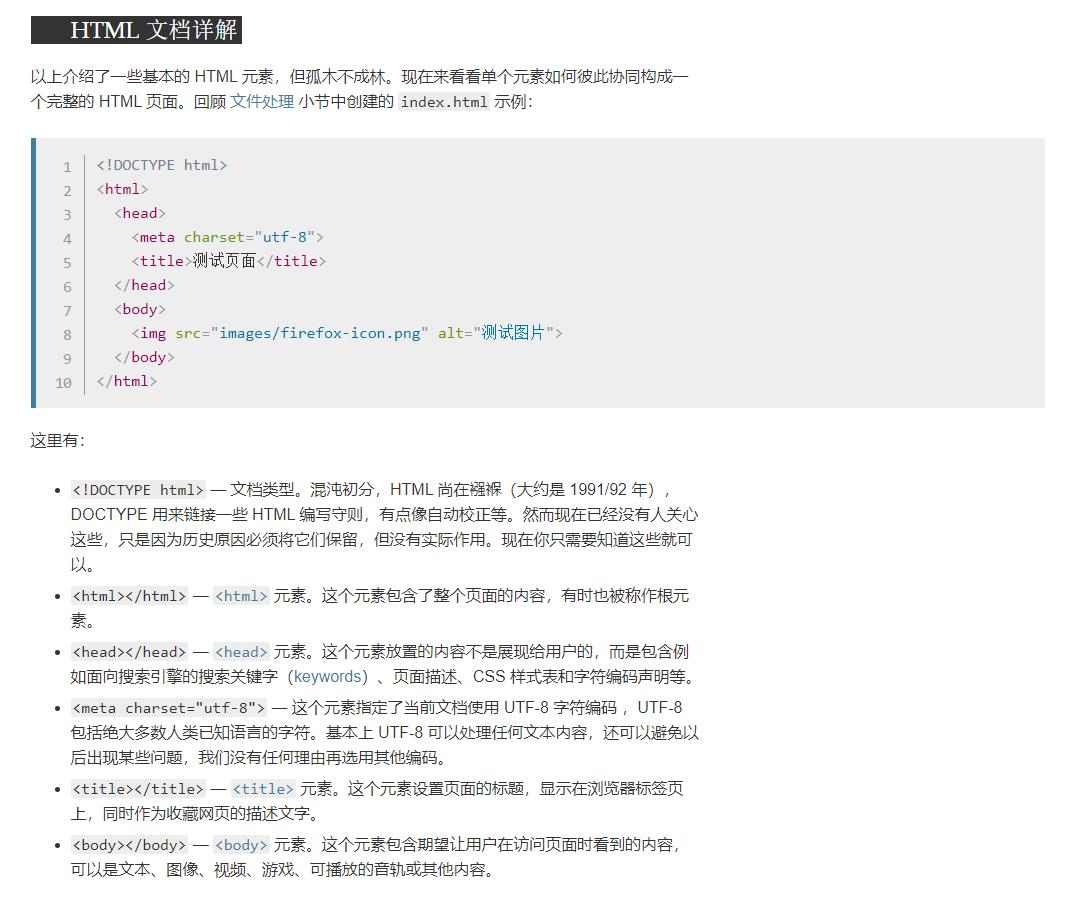 HTML 文档详解
以上介绍了一些基本的 HTML 元素，但孤木不成林。现在来看看单个元素如何彼此协同构成一
个完整的 HTML 页面。回顾 文件处理 小节中创建的 index.html 示例：
1 <!DOCTYPE html>
2 <html>
3   <head>
4     <meta charset="utf-8">
5     <title>测试页面</title>
6   </head>
7   <body>
8     <img src="images/firefox-icon.png" alt="测试图片">
9   </body>
10 </html>
这里有：
• <!DOCTYPE html> — 文档类型。混沌初分，HTML 尚在襁褓（大约是 1991/92 年），
DOCTYPE 用来链接一些 HTML 编写守则，有点像自动校正等。然而现在已经没有人关心
这些，只是因为历史原因必须将它们保留，但没有实际作用。现在你只需要知道这些就可
以。
• <html></html> — <html> 元素。这个元素包含了整个页面的内容，有时也被称作根元
素。
• <head></head> — <head> 元素。这个元素放置的内容不是展现给用户的，而是包含例
如面向搜索引擎的搜索关键字（keywords）、页面描述、CSS 样式表和字符编码声明等。
• <meta charset="utf-8"> — 这个元素指定了当前文档使用 UTF-8 字符编码 ，UTF-8
包括绝大多数人类已知语言的字符。基本上 UTF-8 可以处理任何文本内容，还可以避免以
后出现某些问题，我们没有任何理由再选用其他编码。
• <title></title> — <title> 元素。这个元素设置页面的标题，显示在浏览器标签页
上，同时作为收藏网页的描述文字。
• <body></body> — <body> 元素。这个元素包含期望让用户在访问页面时看到的内容，
可以是文本、图像、视频、游戏、可播放的音轨或其他内容。